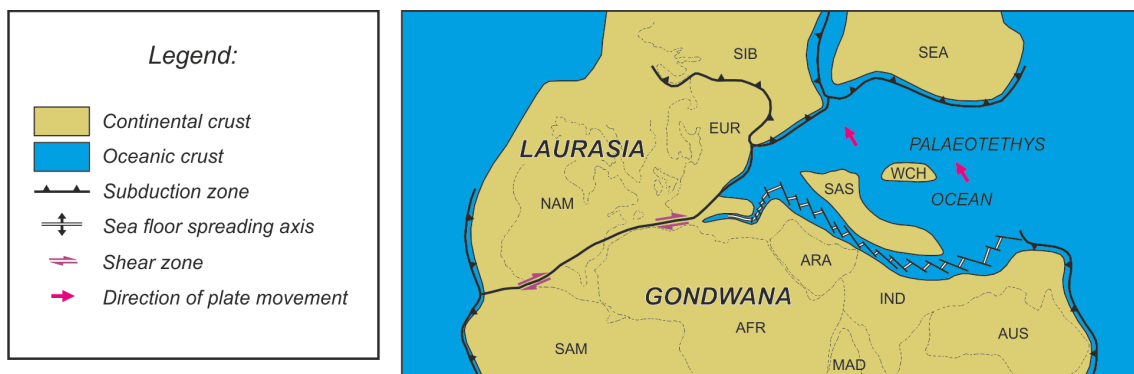 Legend:
Continental crust
Oceanic crust
Subduction zone
Sea floor spreading axis
Shear zone
Direction of plate movement
SIB
SEA
EUR
LAURASIA
PALAEOTETHYS
WCH
SAS
OCEAN
NAM
ARA
GONDWANA
IND
AFR
AUS
SAM
MAD